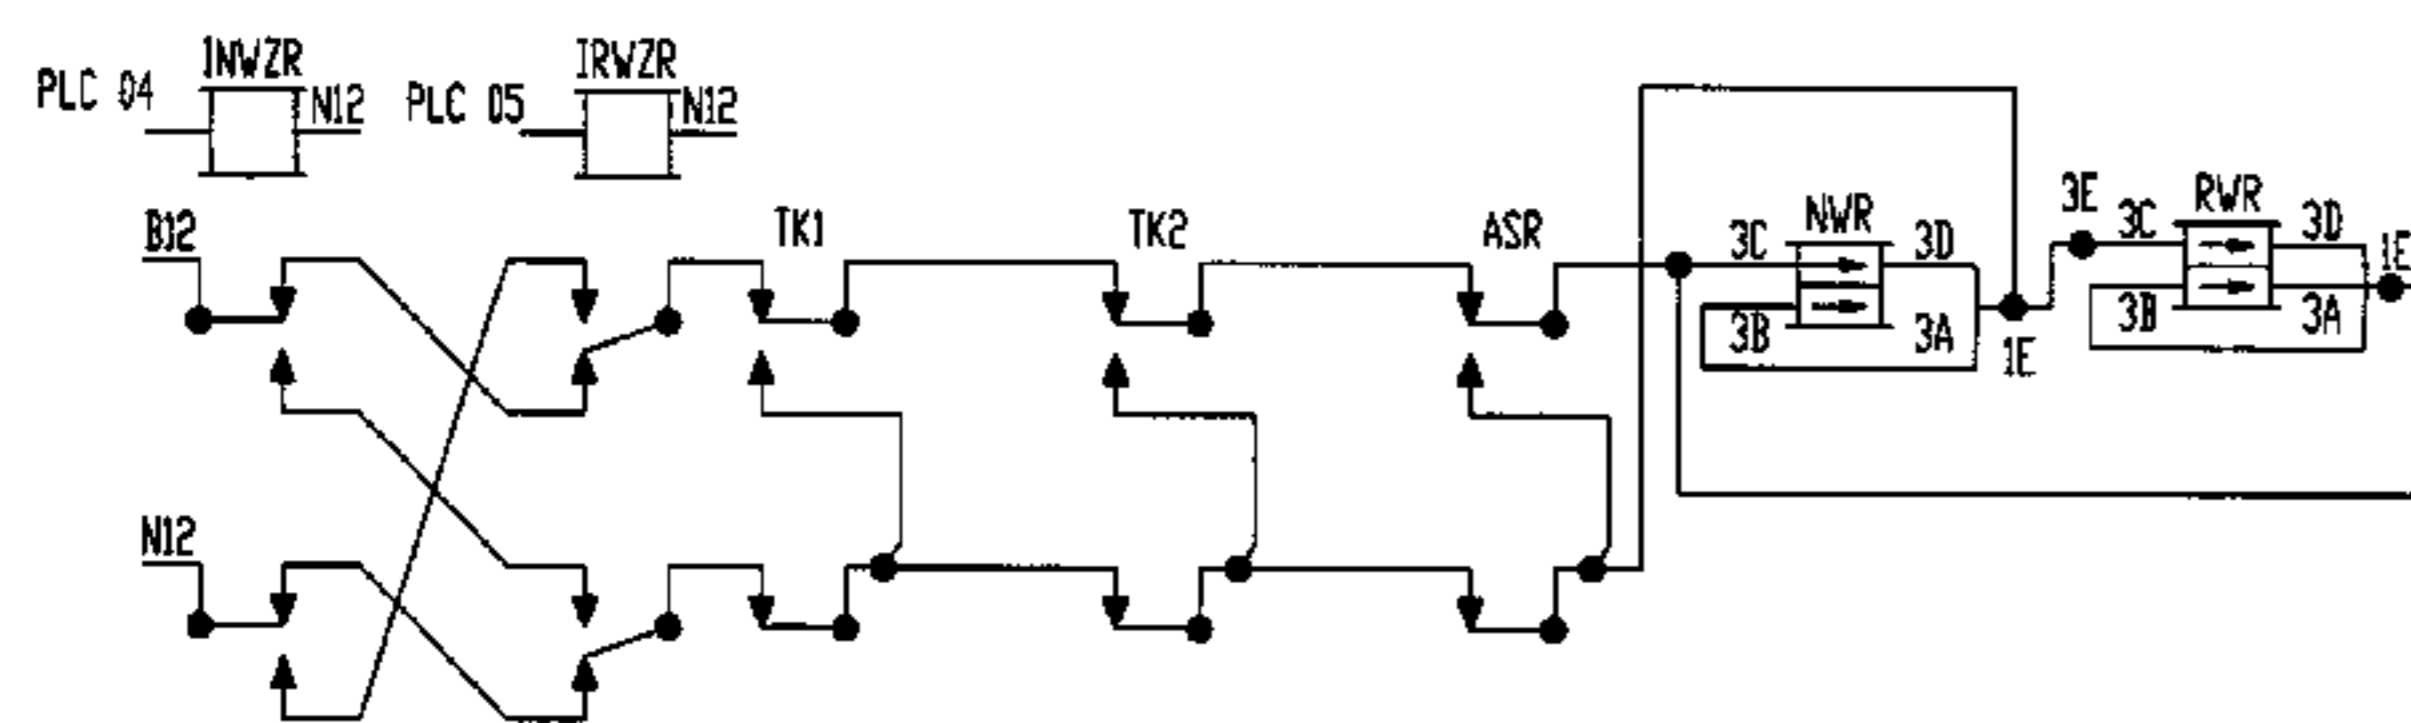 PLC 04
1NWZR
N12
PLC 05
IRWZR
N12
B12
TK1
TK2
ASR
3C
NWR
3D
3E
3C
RWR
3D
1E
3B
3A
1E
3B
3A
N12